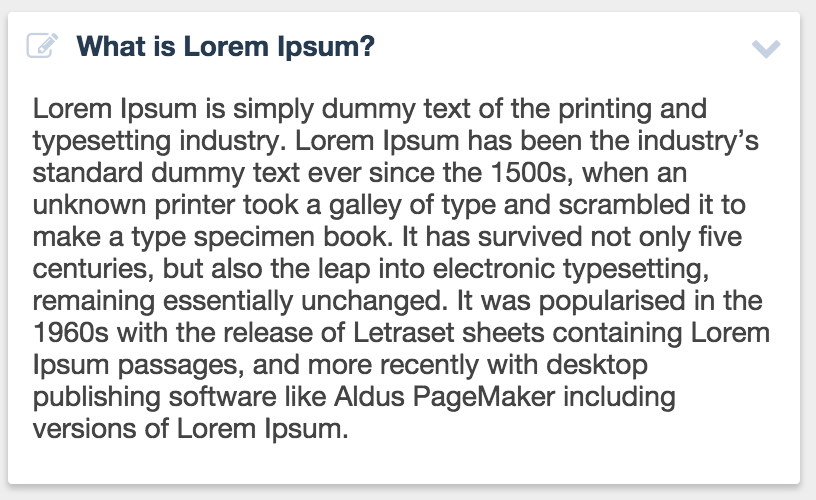 What is Lorem Ipsum?
Lorem Ipsum is simply dummy text of the printing and
typesetting industry. Lorem Ipsum has been the industry’s
standard dummy text ever since the 1500s, when an
unknown printer took a galley of type and scrambled it to
make a type specimen book. It has survived not only five
centuries, but also the leap into electronic typesetting,
remaining essentially unchanged. It was popularised in the
1960s with the release of Letraset sheets containing Lorem
Ipsum passages, and more recently with desktop
publishing software like Aldus PageMaker including
versions of Lorem Ipsum.